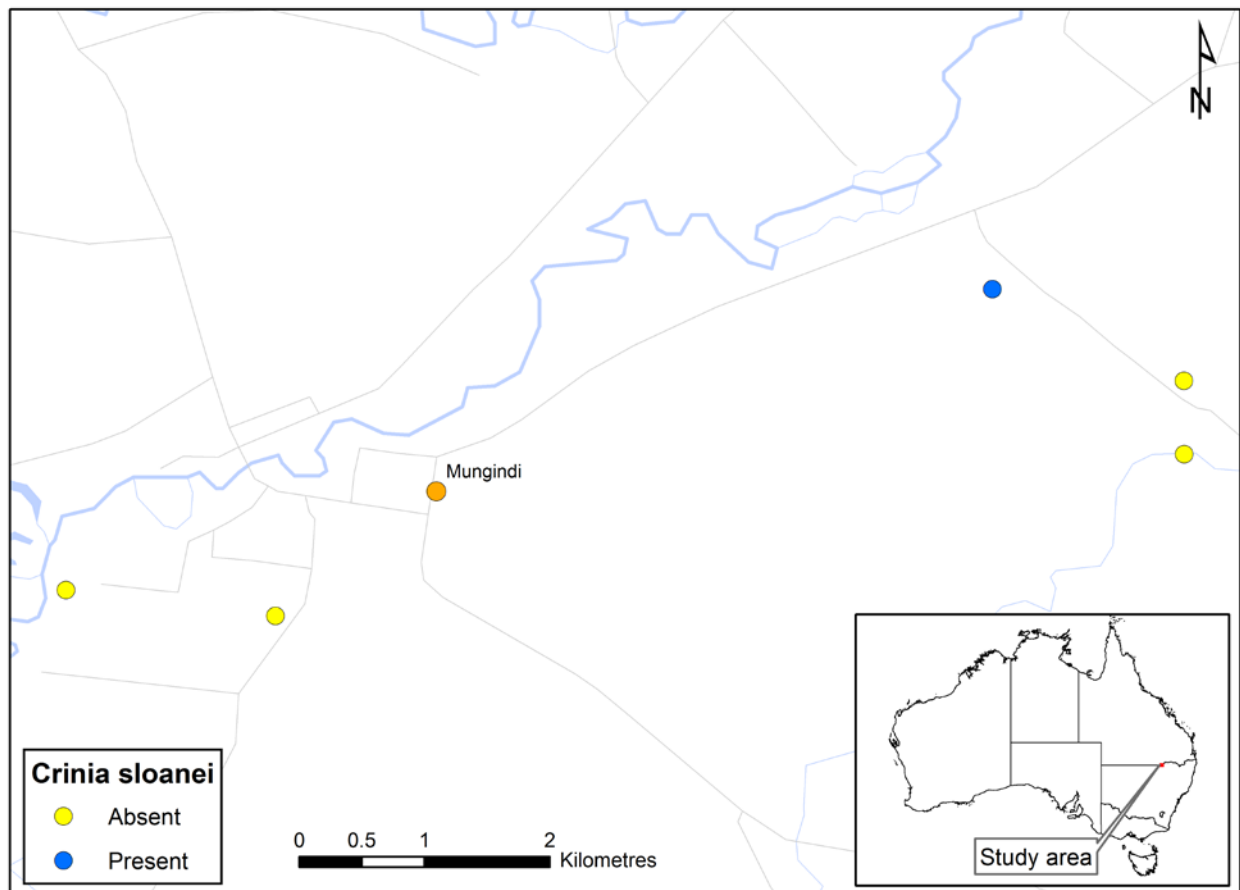 N
Mungindi
Crinia sloanei
Absent
Present
0 0.5 1 2
Kilometres
Study area